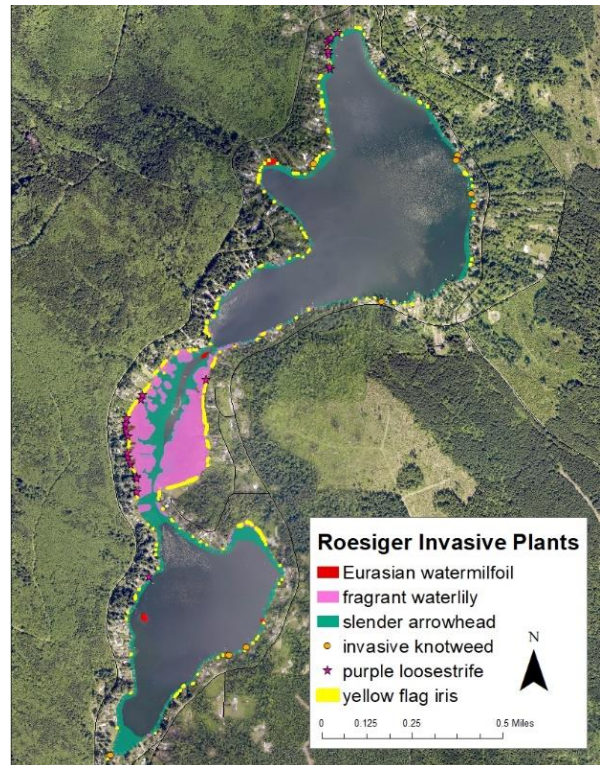 Roesiger Invasive Plants
Eurasian watermilfoil
fragrant waterlily
slender arrowhead
invasive knotweed
purple loosestrife
yellow flag iris
N
0 0.125 0.25 0.5 Miles